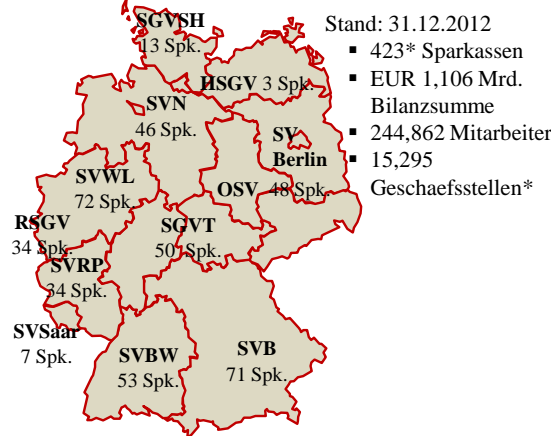 SGVSH
13 Spk.
HSGV 3 Spk.
SVN
46 Spk.
SV
Berlin
SVWL
72 Spk.
OSV 48 Spk.
RSGV
34 Spk.
SGVT
50 Spk.
SVRP
34 Spk.
SVSaar
7 Spk.
SVBW
53 Spk.
SVB
71 Spk.
Stand: 31.12.2012
▪ 423* Sparkassen
▪ EUR 1,106 Mrd.
Bilanzsumme
▪ 244,862 Mitarbeiter
▪ 15,295
Geschaefsstellen*